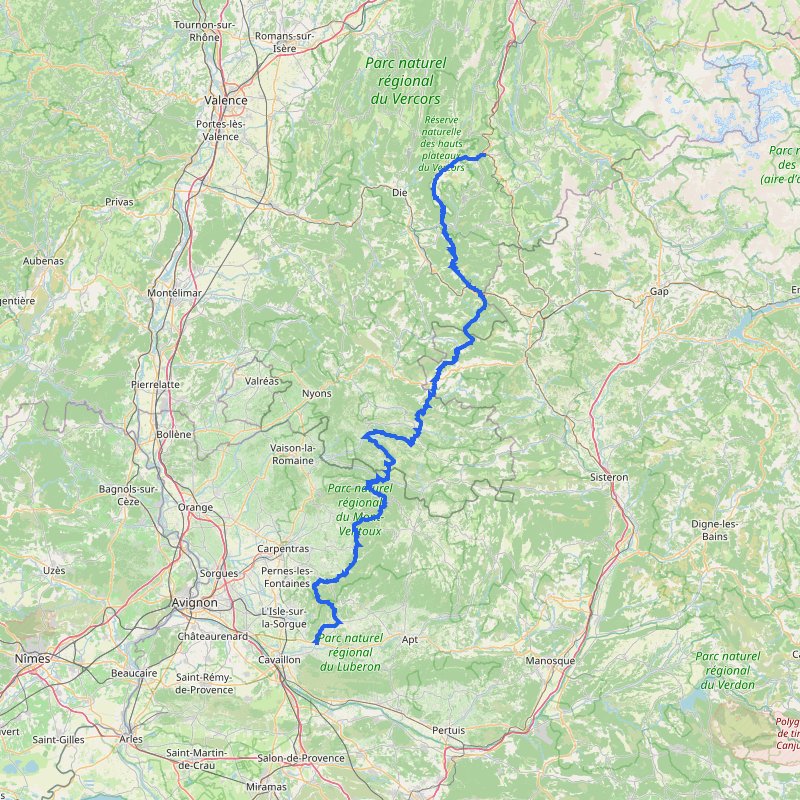 Tournon-sur-
Rhône
Romans-sur-
Isère
Parc naturel
régional
du Vercors
Valence
Portes-lès-
Valence
Réserve
naturelle
des hauts
plateaux
du Vercors
Parc
des
(aire d'a
Die
Privas
Aubenas
Montélimar
Gap
Pierrelatte
Valréas
Nyons
Bollène
Vaison-la-
Romaine
Sisteron
Bagnols-sur-
Cèze
Orange
Parc naturel
régional
du Mont-
Ventoux
Digne-les-
Bains
Carpentras
Uzès
Sorgues
Pernes-les-
Fontaines
Avignon
L'Isle-sur-
la-Sorgue
Châteaurenard
Apt
Parc naturel
régional
du Luberon
Nîmes
Cavaillon
Manosque
Parc naturel
régional
du Verdon
Beaucaire
Saint-Rémy-
de-Provence
Saint-Gilles
Arles
Pertuis
Saint-Martin-
de-Crau
Salon-de-Provence
Miramas
Polyg
de tir
Canju